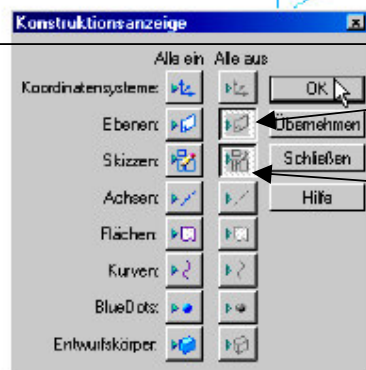 Konstruktionsanzeige
Alle ein Alle aus
Koordinatensysteme: OK
Ebenen: Übernehmen
Skizzen: Schließen
Achsen: Hilfe
Flächen:
Kurven:
BlueDots:
Entwurfskörper: